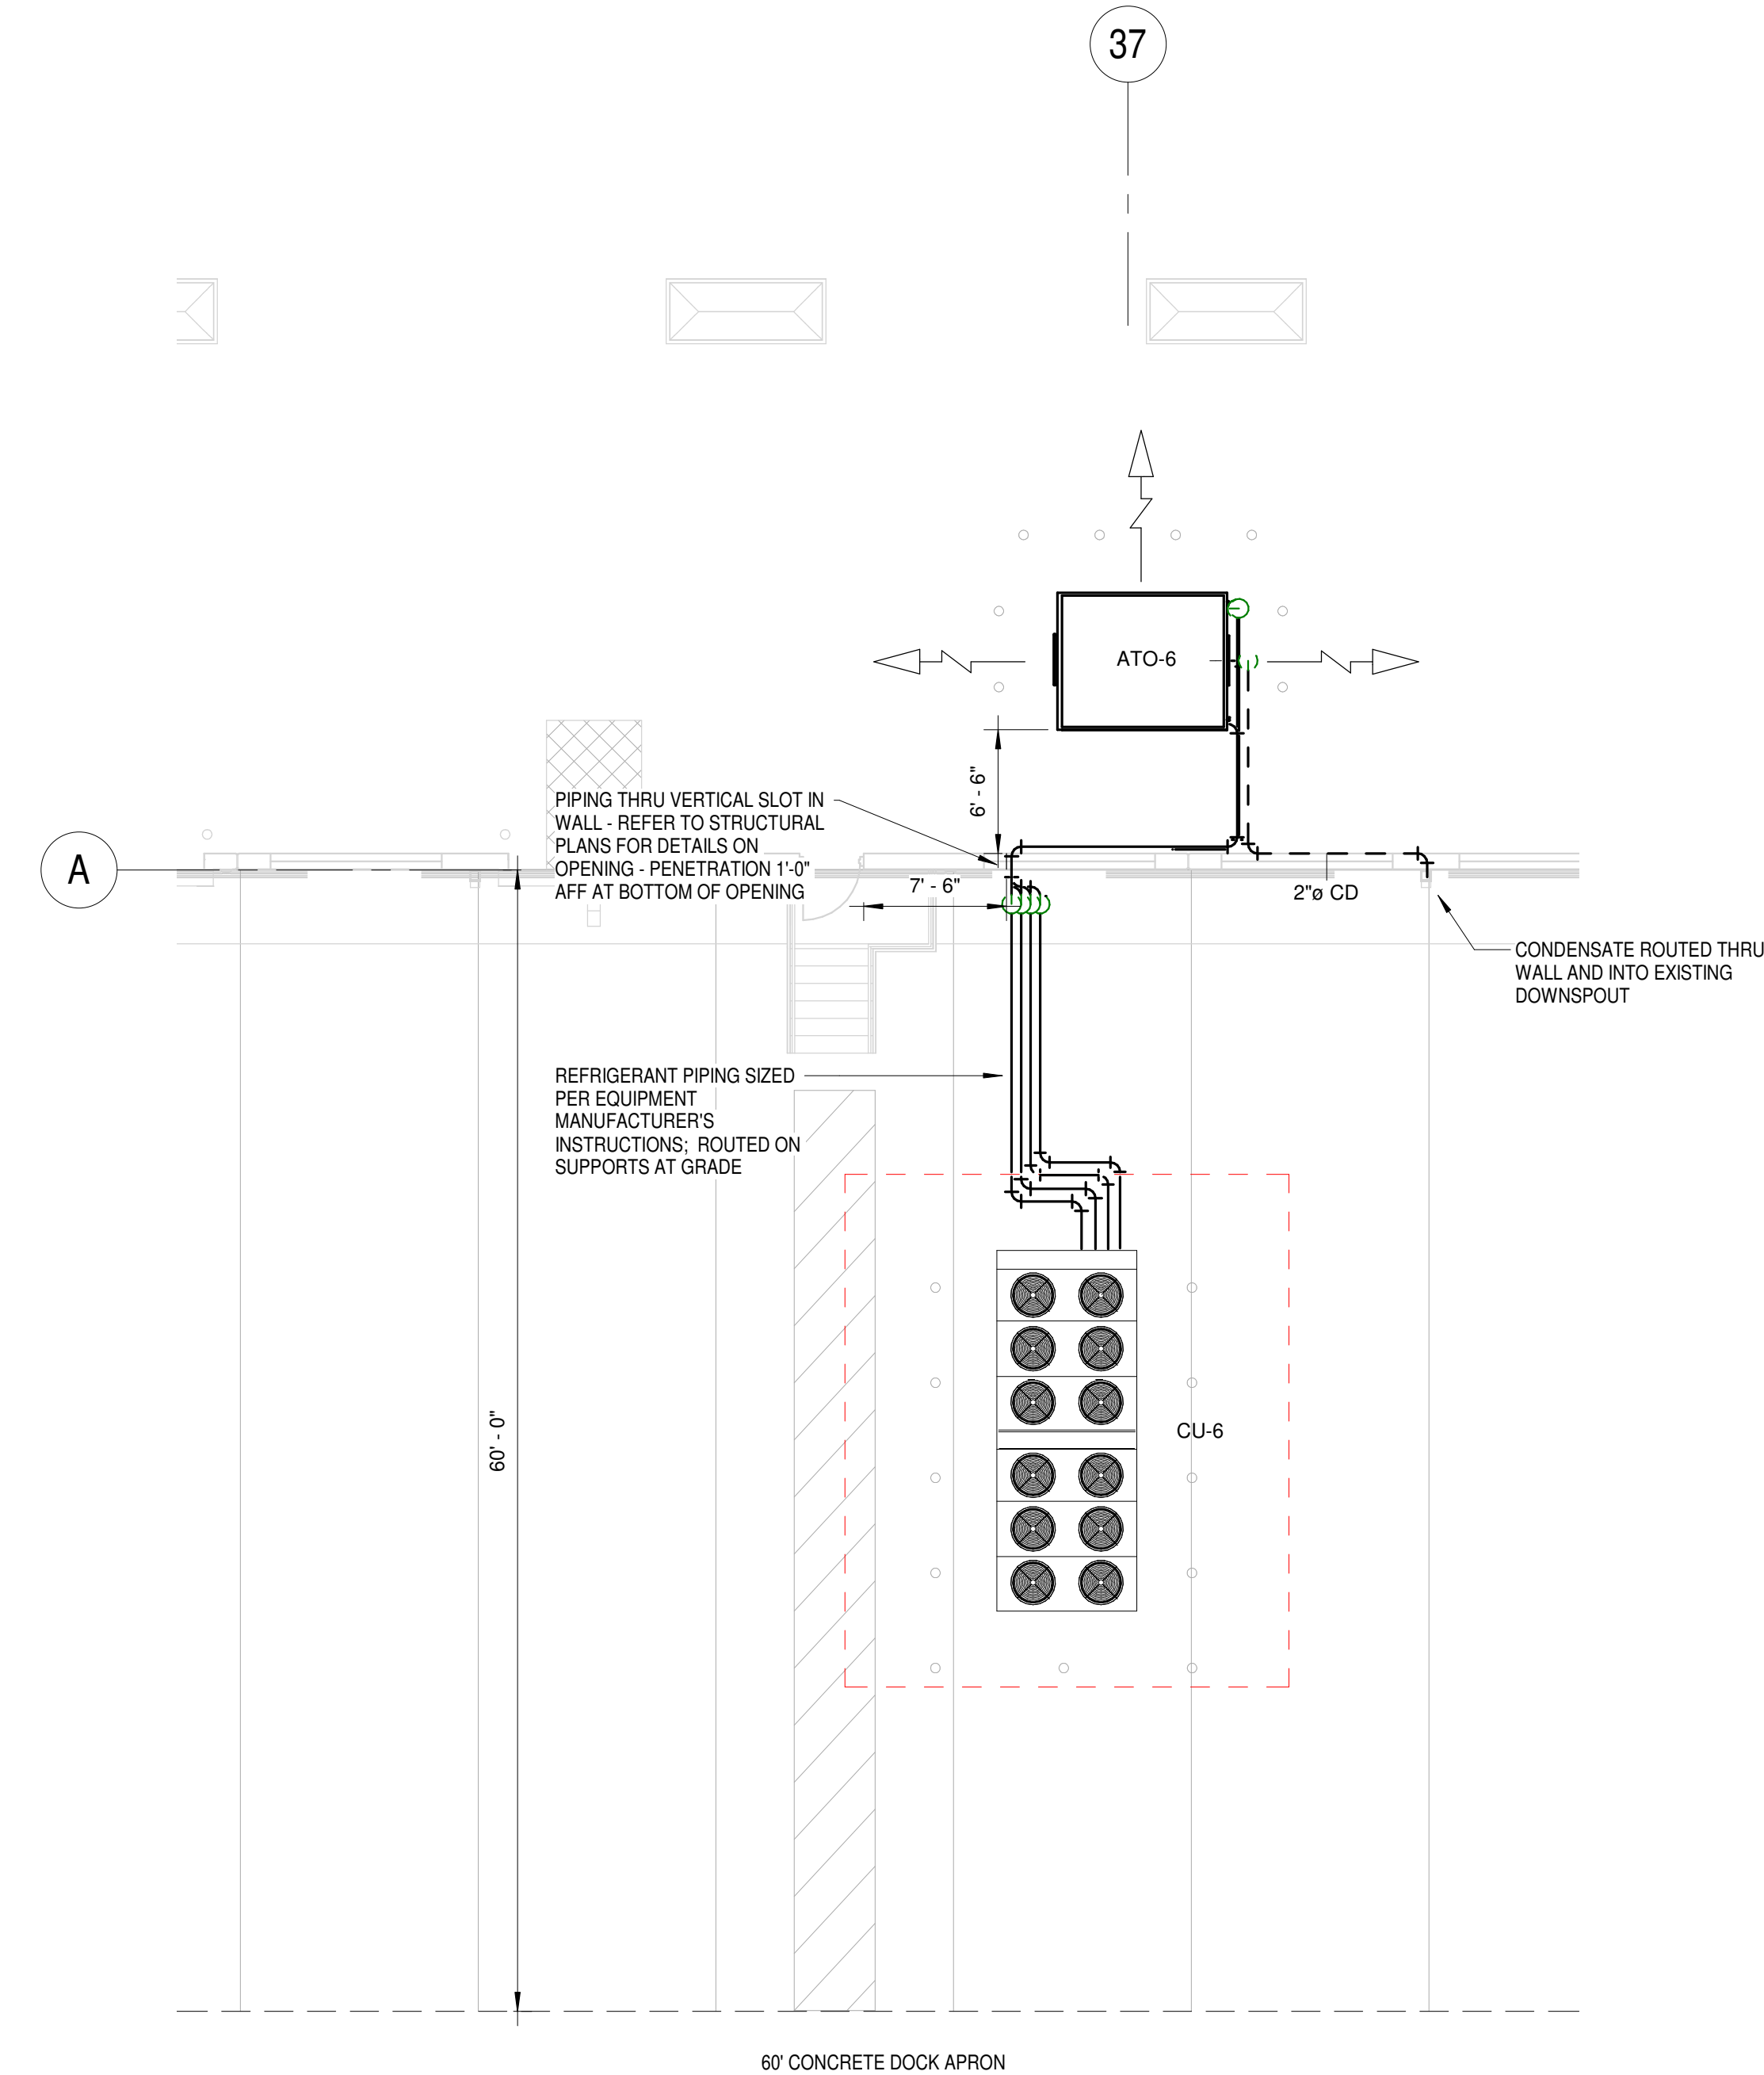 37
ATO-6
6' - 6"
PIPING THRU VERTICAL SLOT IN
WALL - REFER TO STRUCTURAL
PLANS FOR DETAILS ON
OPENING - PENETRATION 1'-0"
AFF AT BOTTOM OF OPENING
A
7' - 6"
2"ø CD
CONDENSATE ROUTED THRU
WALL AND INTO EXISTING
DOWNSPOUT
REFRIGERANT PIPING SIZED
PER EQUIPMENT
MANUFACTURER'S
INSTRUCTIONS; ROUTED ON
SUPPORTS AT GRADE
CU-6
60' - 0"
60' CONCRETE DOCK APRON